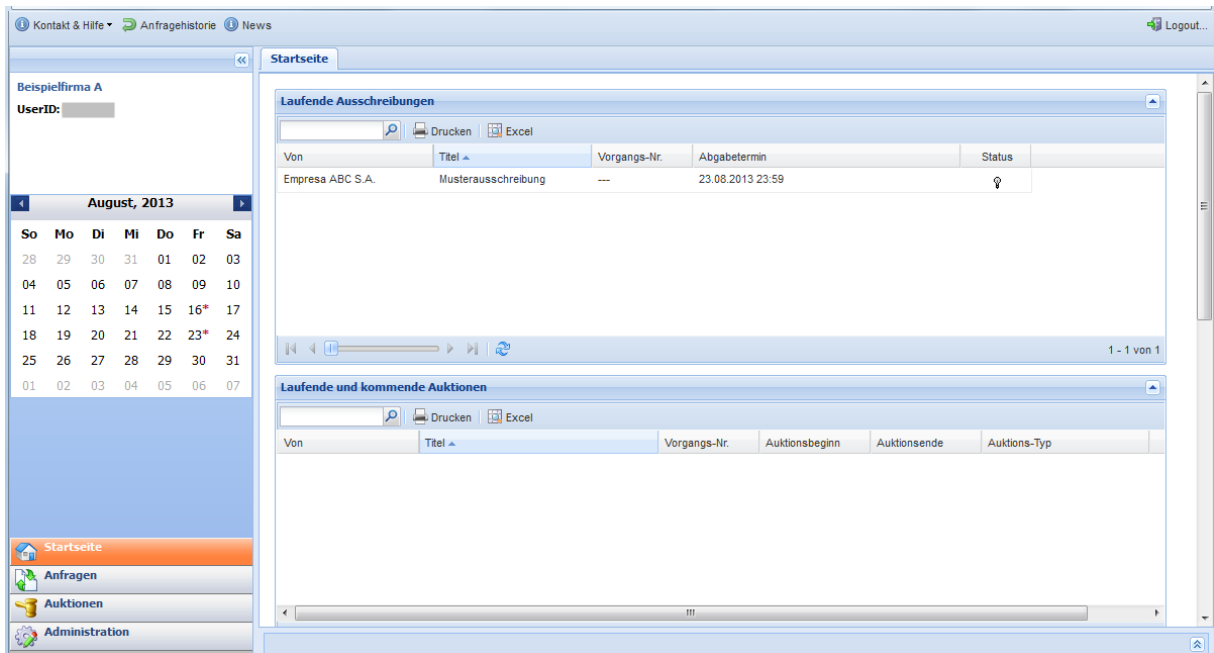 Kontakt & Hilfe Anfragehistorie News Logout...
Startseite
Beispielfirma A
UserID:
August, 2013
So Mo Di Mi Do Fr Sa
28 29 30 31 01 02 03
04 05 06 07 08 09 10
11 12 13 14 15 16* 17
18 19 20 21 22 23* 24
25 26 27 28 29 30 31
01 02 03 04 05 06 07
Startseite
Anfragen
Auktionen
Administration
Laufende Ausschreibungen
Drucken Excel
Von Titel Vorgangs-Nr. Abgabetermin Status
Empresa ABC S.A. Musterausschreibung --- 23.08.2013 23:59
1 - 1 von 1
Laufende und kommende Auktionen
Drucken Excel
Von Titel Vorgangs-Nr. Auktionsbeginn Auktionsende Auktions-Typ